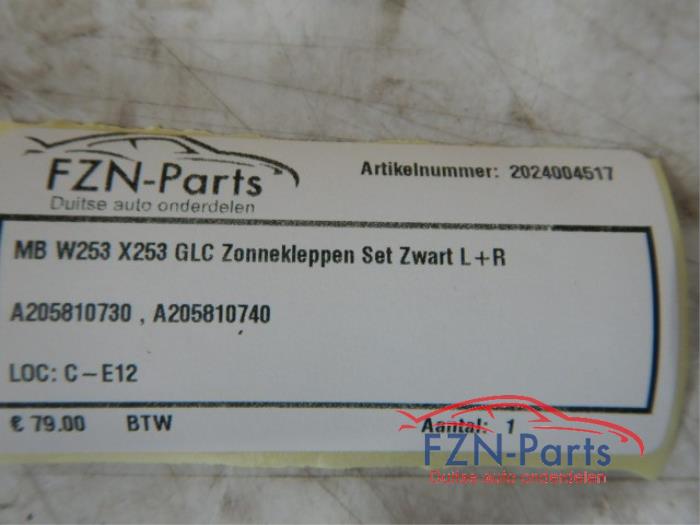 FZN-Parts
Duitse auto onderdelen
Artikelnummer: 2024004517
MB W253 X253 GLC Zonnekleppen Set Zwart L+R
A205810730 , A205810740
LOC: C-E12
€ 79.00 BTW Aantal: 1
FZN-Parts
Duitse auto onderdelen